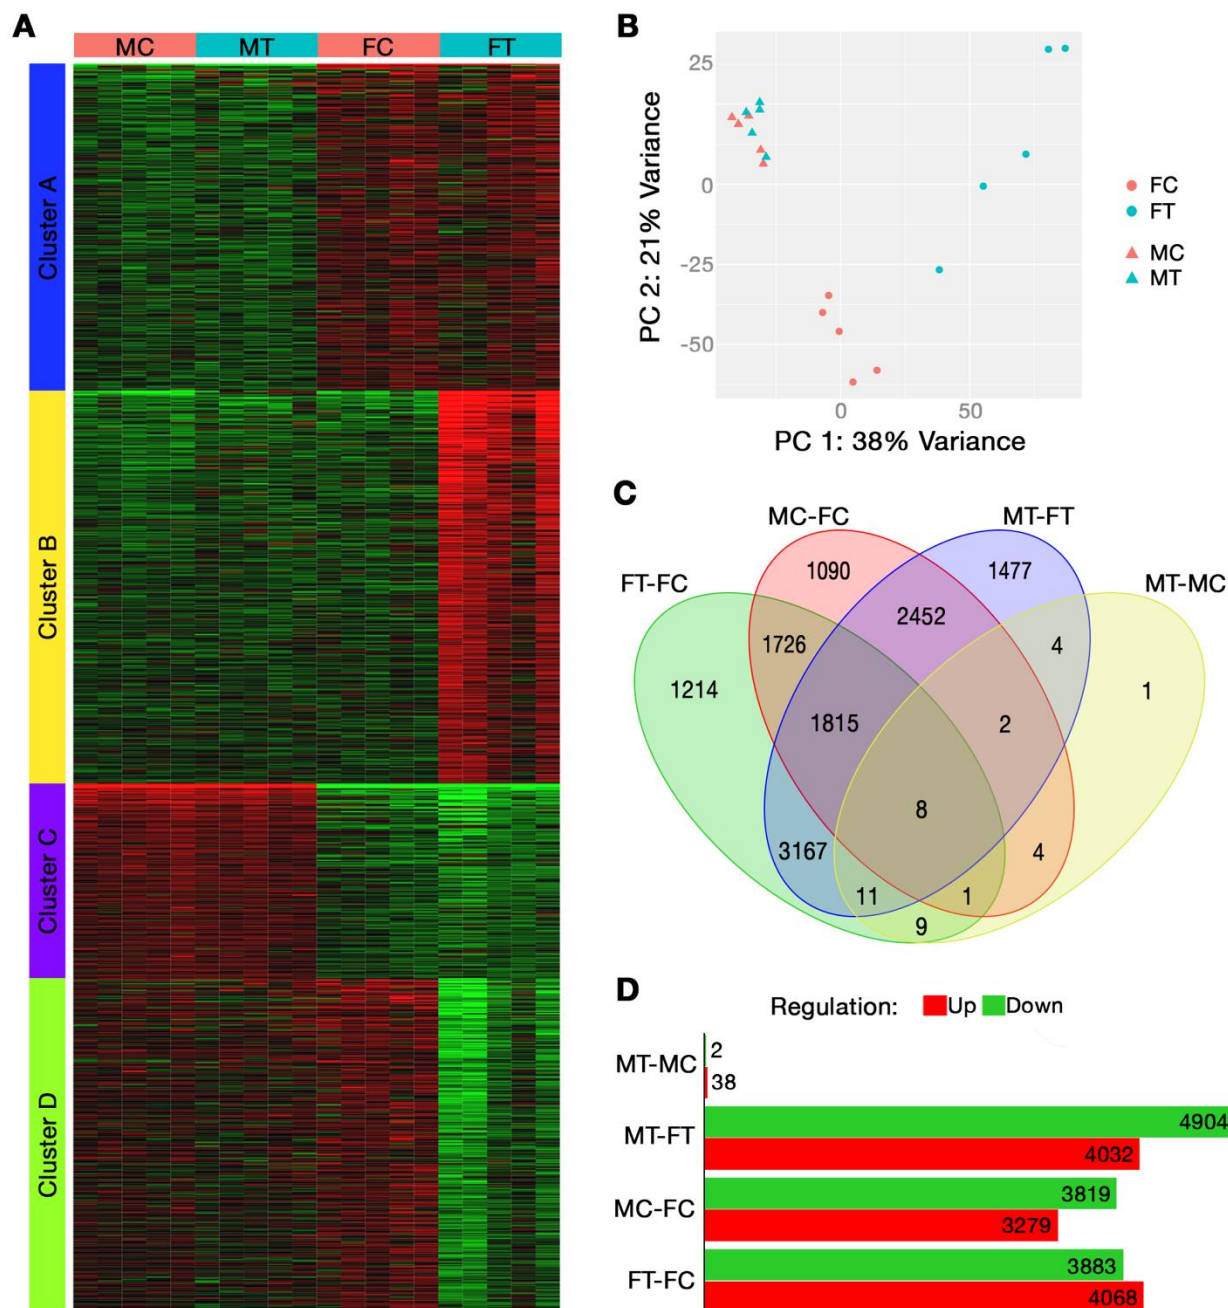 A
MC MT FC FT
Cluster A
Cluster B
Cluster C
Cluster D
B
25
0
-25
-50
0 50
PC 2: 21% Variance
PC 1: 38% Variance
FC
FT
MC
MT
C
MC-FC MT-FT
FT-FC MT-MC
1090 1477
2452
1726 4
1214 1
1815 2
8
3167 4
11 1
9
D
Regulation: Up Down
MT-MC 2
38
MT-FT 4904
4032
MC-FC 3819
3279
FT-FC 3883
4068